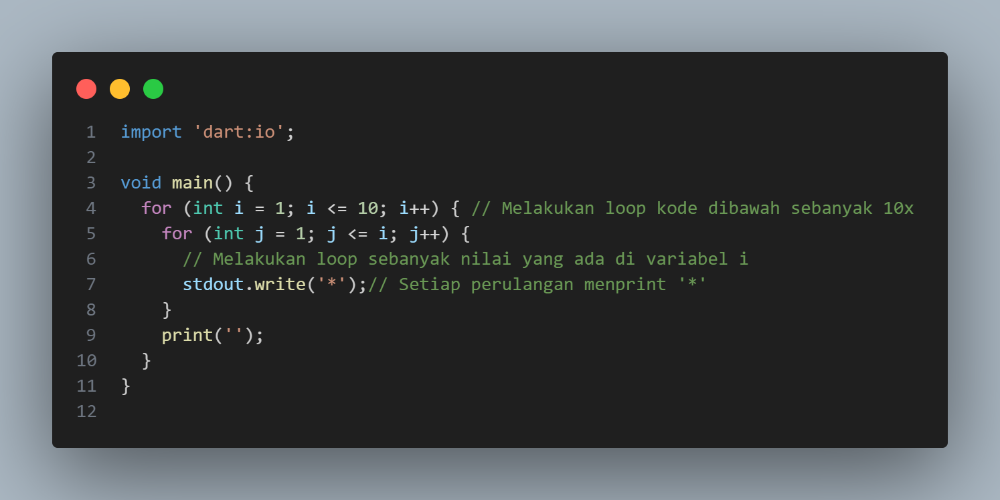 1 import 'dart:io';
2
3 void main() {
4   for (int i = 1; i <= 10; i++) { // Melakukan loop kode dibawah sebanyak 10x
5     for (int j = 1; j <= i; j++) {
6       // Melakukan loop sebanyak nilai yang ada di variabel i
7       stdout.write('*');// Setiap perulangan menprint '*'
8     }
9     print('');
10   }
11 }
12